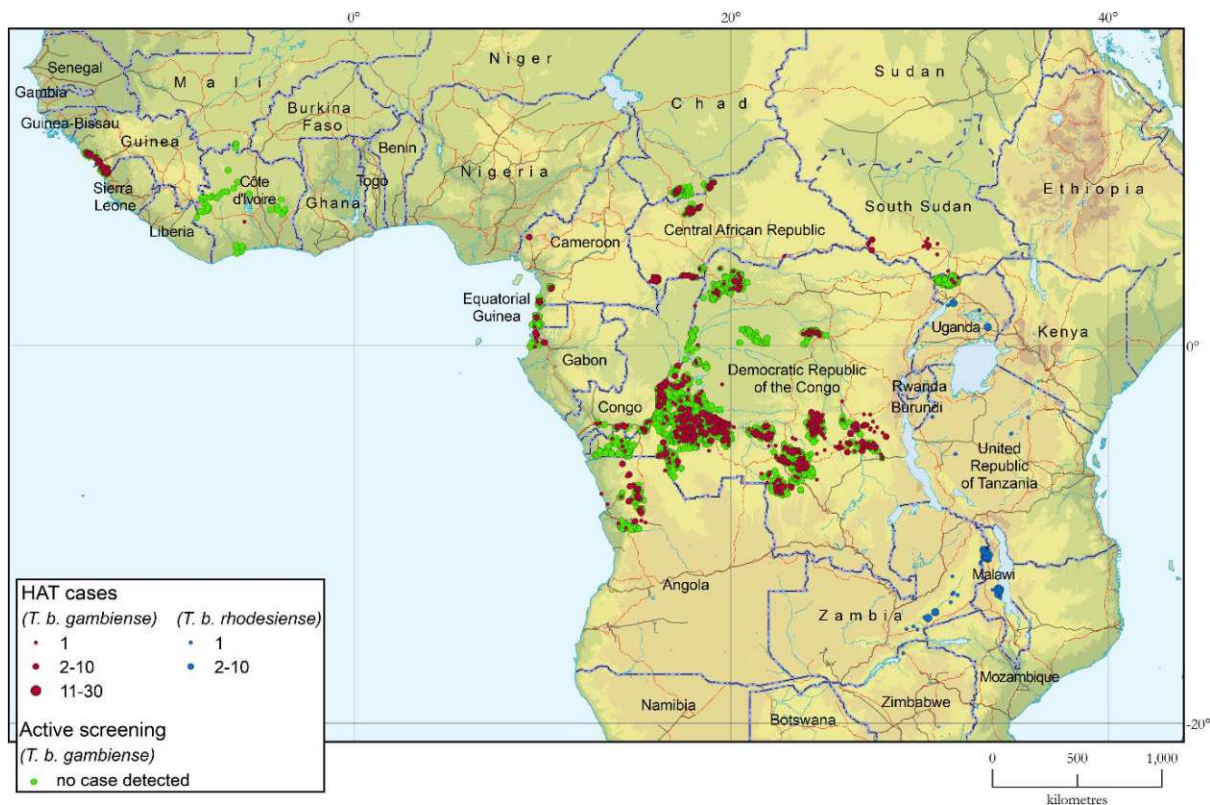 0°
20°
40°
Senegal
Gambia
Guinea-Bissau
Guinea
Sierra
Leone
Liberia
Mali
Burkina
Faso
Côte
d'Ivoire
Ghana
Togo
Benin
Niger
Nigeria
Chad
Sudan
Ethiopia
South Sudan
Central African Republic
Cameroon
Equatorial
Guinea
Gabon
Congo
Democratic Republic
of the Congo
Uganda
Kenya
0°
Rwanda
Burundi
United
Republic
of Tanzania
Angola
Zambia
Malawi
Mozambique
Namibia
Botswana
Zimbabwe
-20°
HAT cases
(T. b. gambiense) (T. b. rhodesiense)
1 1
2-10 2-10
11-30
Active screening
(T. b. gambiense)
no case detected
0 500 1,000
kilometres